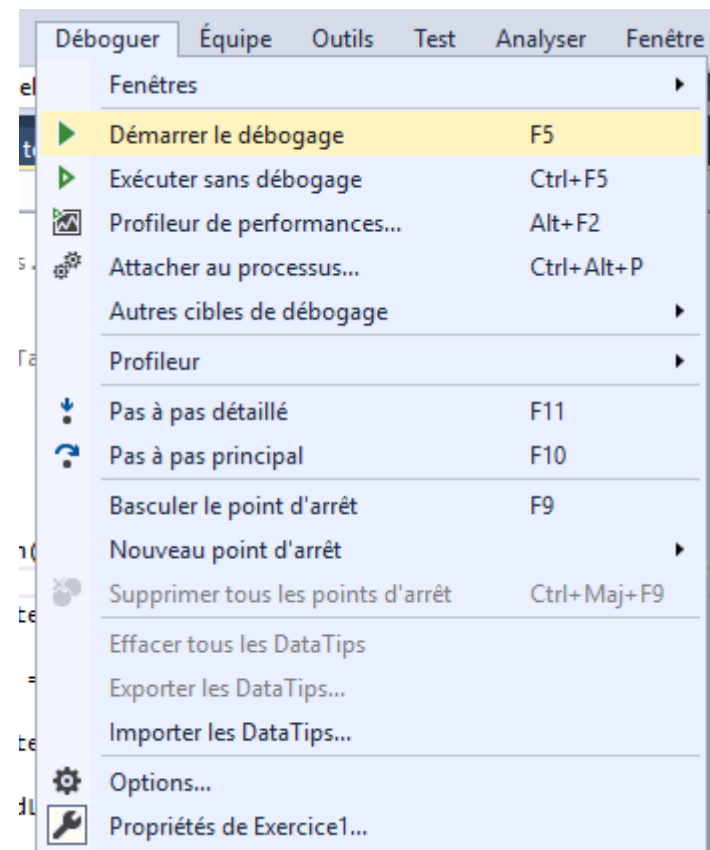 Déboguer Équipe Outils Test Analyser Fenêtre
Fenêtres
Démarrer le débogage F5
Exécuter sans débogage Ctrl+F5
Profileur de performances... Alt+F2
Attacher au processus... Ctrl+Alt+P
Autres cibles de débogage
Profileur
Pas à pas détaillé F11
Pas à pas principal F10
Basculer le point d'arrêt F9
Nouveau point d'arrêt
Supprimer tous les points d'arrêt Ctrl+Maj+F9
Effacer tous les DataTips
Exporter les DataTips...
Importer les DataTips...
Options...
Propriétés de Exercice1...